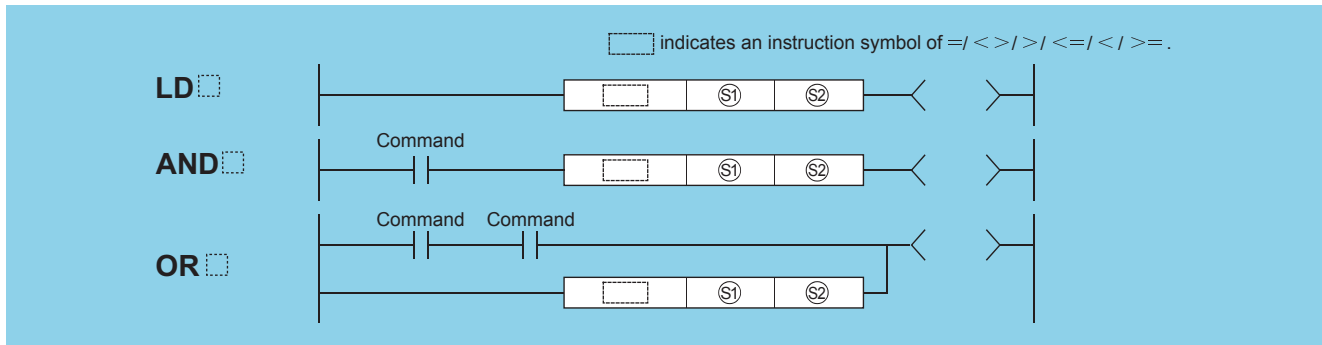 indicates an instruction symbol of =/ < >/ >/ <=/ </ >= .
LD
S1 S2
Command
AND
S1 S2
Command Command
OR
S1 S2